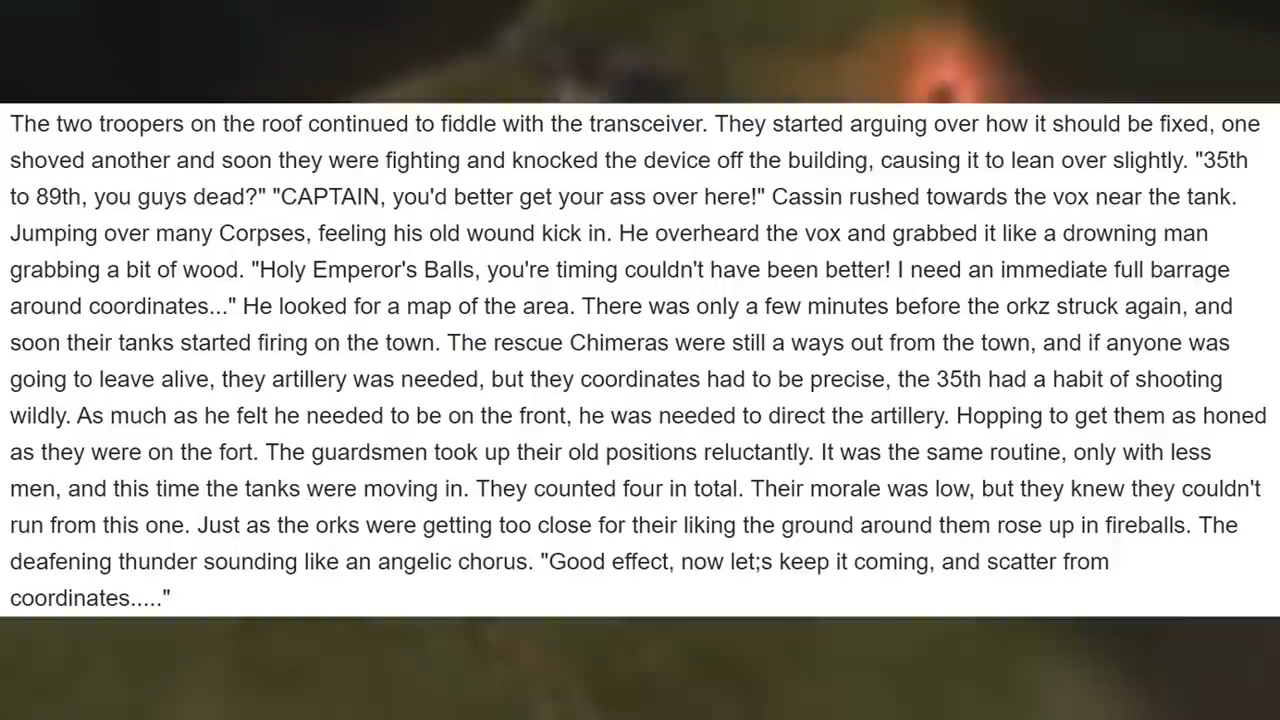 The two troopers on the roof continued to fiddle with the transceiver. They started arguing over how it should be fixed, one
shoved another and soon they were fighting and knocked the device off the building, causing it to lean over slightly. "35th
to 89th, you guys dead?" "CAPTAIN, you'd better get your ass over here!" Cassin rushed towards the vox near the tank.
Jumping over many Corpses, feeling his old wound kick in. He overheard the vox and grabbed it like a drowning man
grabbing a bit of wood. "Holy Emperor's Balls, you're timing couldn't have been better! I need an immediate full barrage
around coordinates..." He looked for a map of the area. There was only a few minutes before the orkz struck again, and
soon their tanks started firing on the town. The rescue Chimeras were still a ways out from the town, and if anyone was
going to leave alive, they artillery was needed, but they coordinates had to be precise, the 35th had a habit of shooting
wildly. As much as he felt he needed to be on the front, he was needed to direct the artillery. Hopping to get them as honed
as they were on the fort. The guardsmen took up their old positions reluctantly. It was the same routine, only with less
men, and this time the tanks were moving in. They counted four in total. Their morale was low, but they knew they couldn't
run from this one. Just as the orks were getting too close for their liking the ground around them rose up in fireballs. The
deafening thunder sounding like an angelic chorus. "Good effect, now let;s keep it coming, and scatter from
coordinates....."